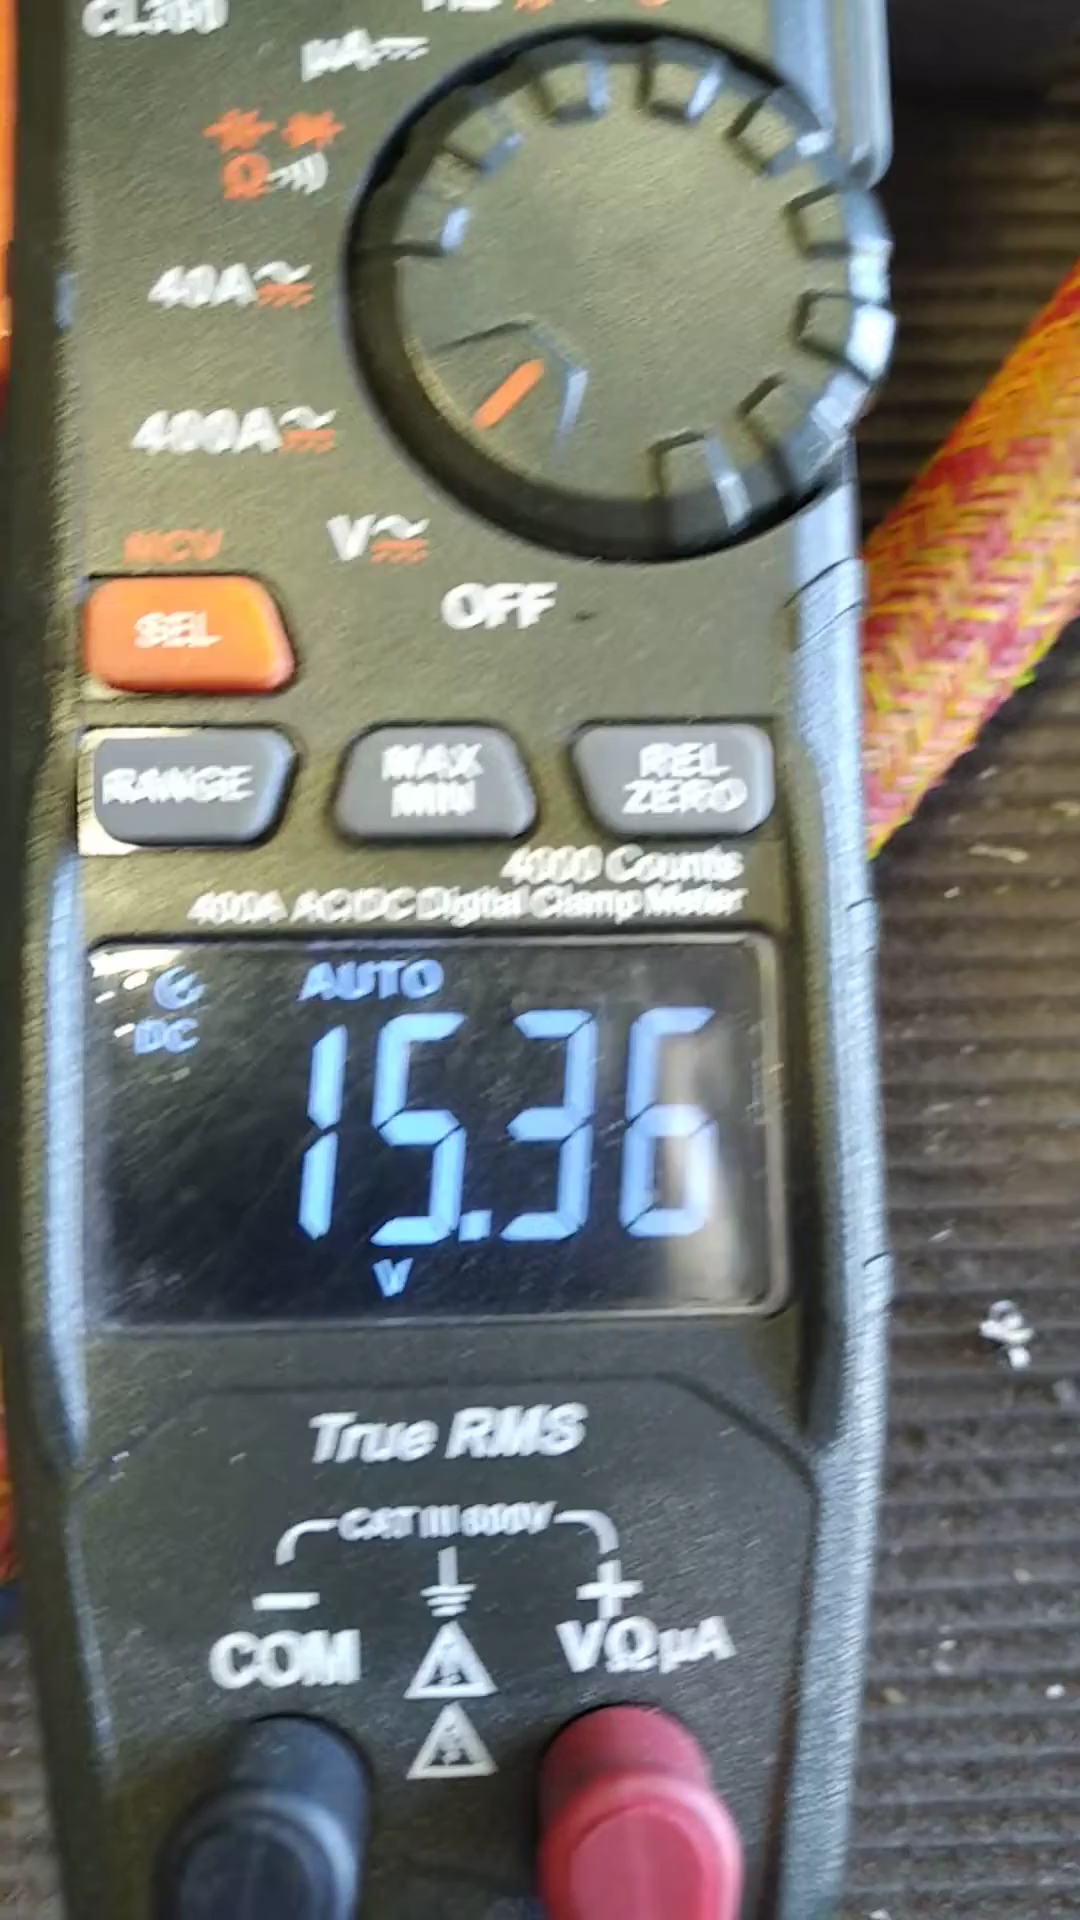 CL390
µA
Ω
40A
400A
NCV
V
SEL
OFF
RANGE
MAX
MIN
REL
ZERO
4000 Counts
400A AC/DC Digital Clamp Meter
AUTO
DC
15.36
V
True RMS
CAT III 600V
− +
COM
VΩµA